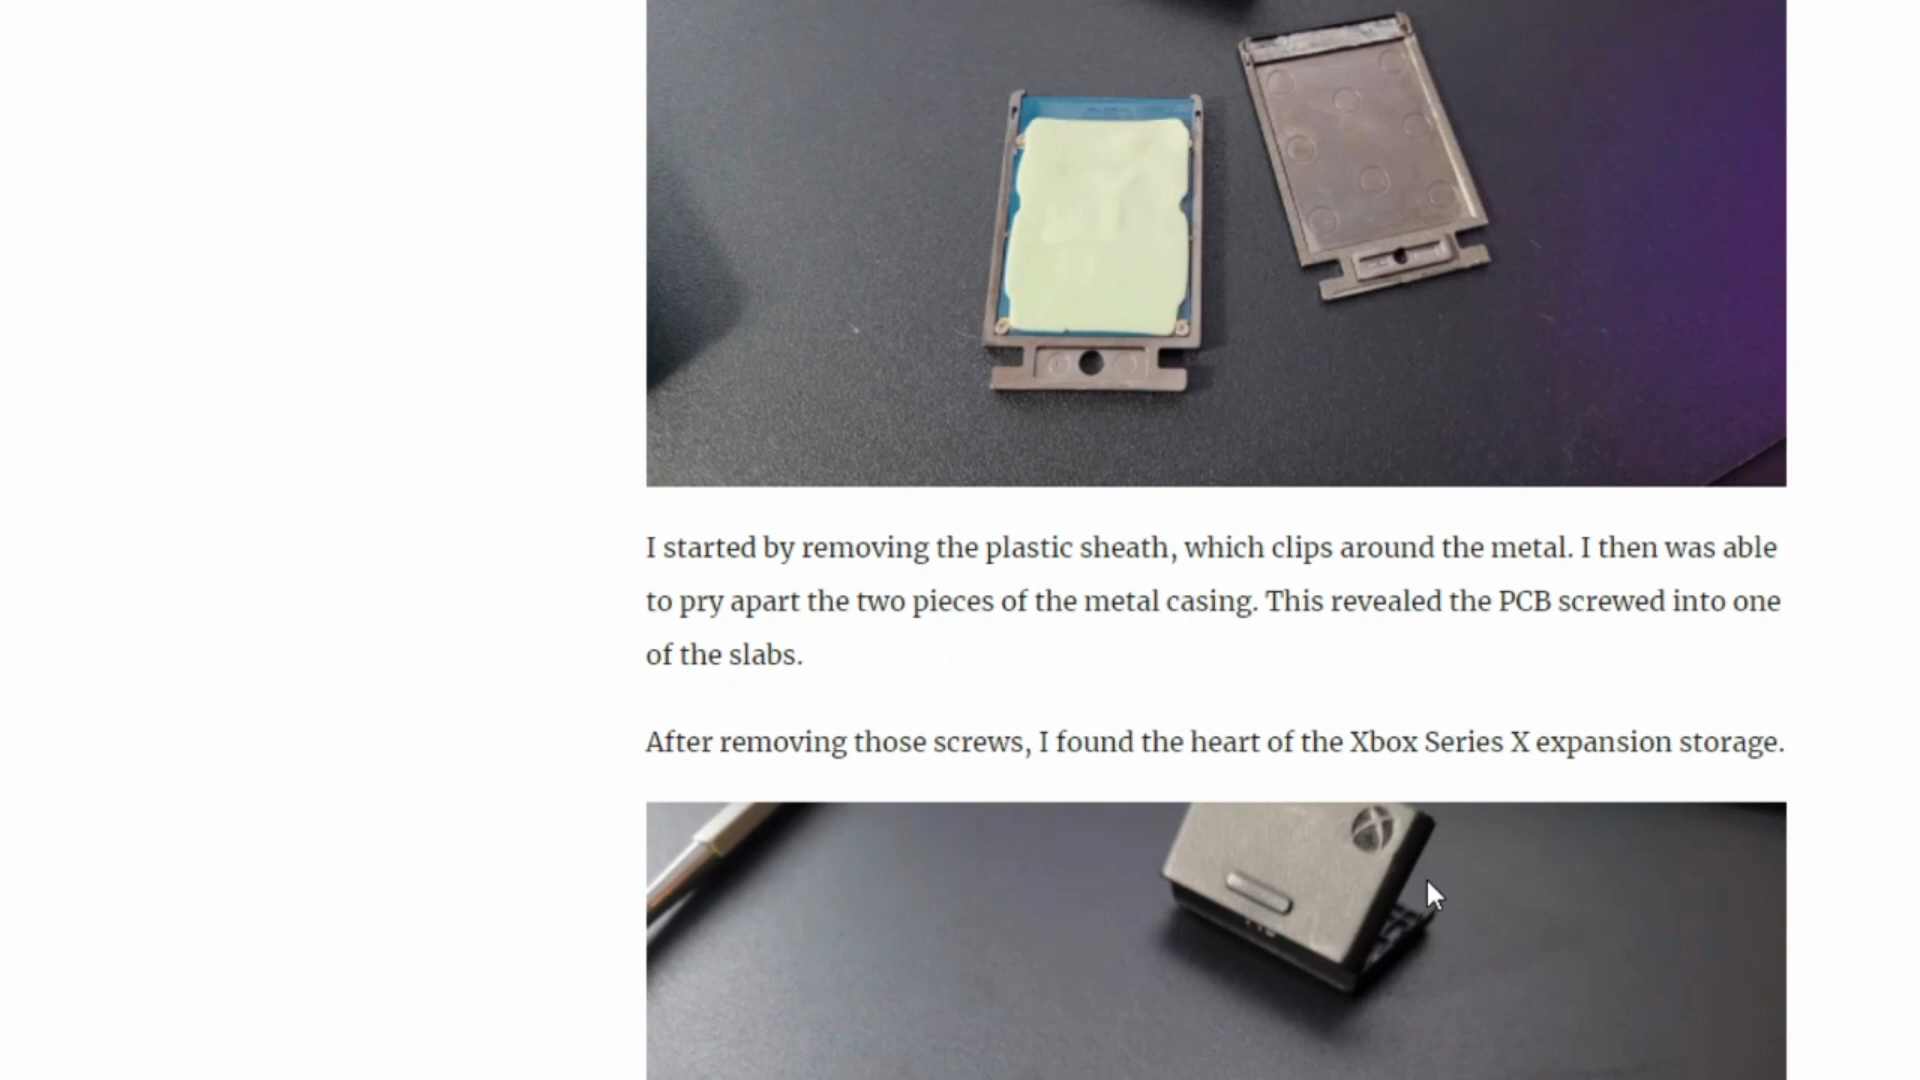 I started by removing the plastic sheath, which clips around the metal. I then was able
to pry apart the two pieces of the metal casing. This revealed the PCB screwed into one
of the slabs.
After removing those screws, I found the heart of the Xbox Series X expansion storage.